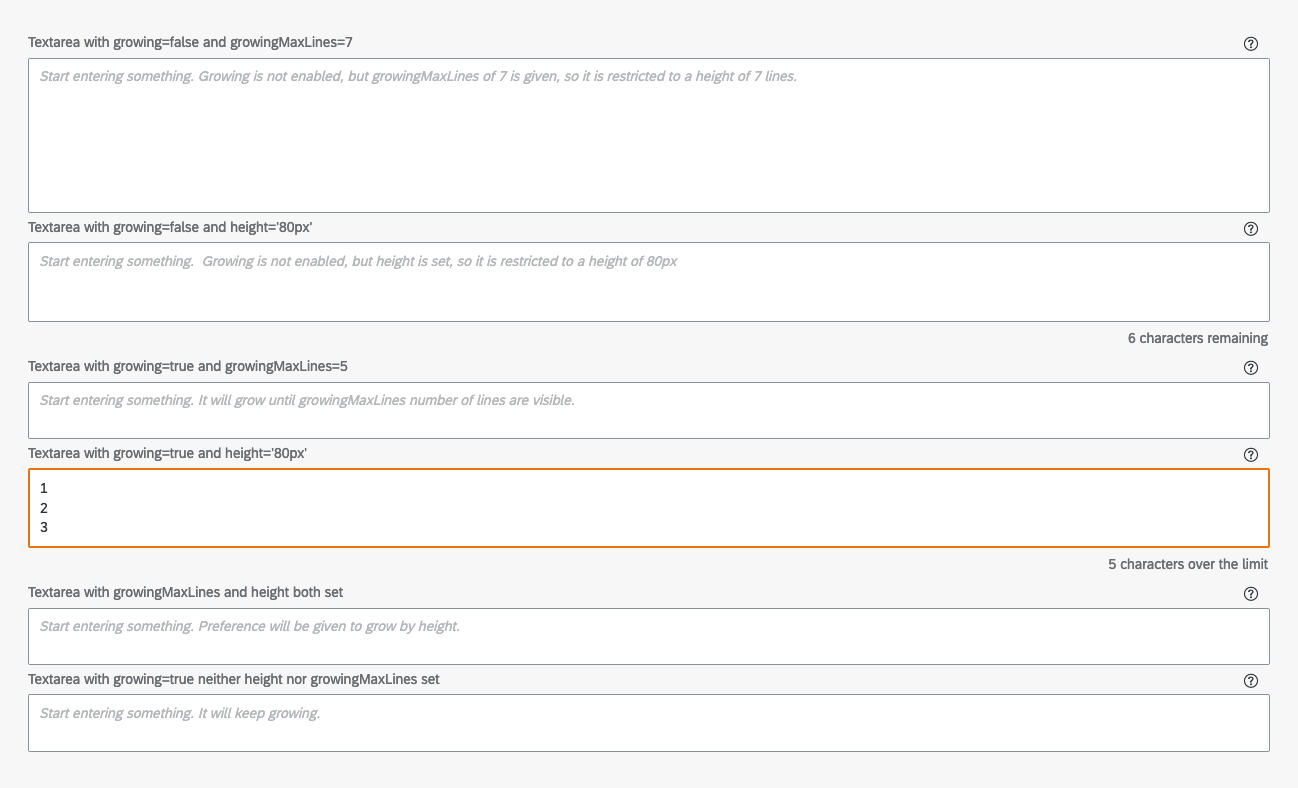 Textarea with growing=false and growingMaxLines=7
Start entering something. Growing is not enabled, but growingMaxLines of 7 is given, so it is restricted to a height of 7 lines.
Textarea with growing=false and height='80px'
Start entering something.  Growing is not enabled, but height is set, so it is restricted to a height of 80px
6 characters remaining
Textarea with growing=true and growingMaxLines=5
Start entering something. It will grow until growingMaxLines number of lines are visible.
Textarea with growing=true and height='80px'
1
2
3
5 characters over the limit
Textarea with growingMaxLines and height both set
Start entering something. Preference will be given to grow by height.
Textarea with growing=true neither height nor growingMaxLines set
Start entering something. It will keep growing.